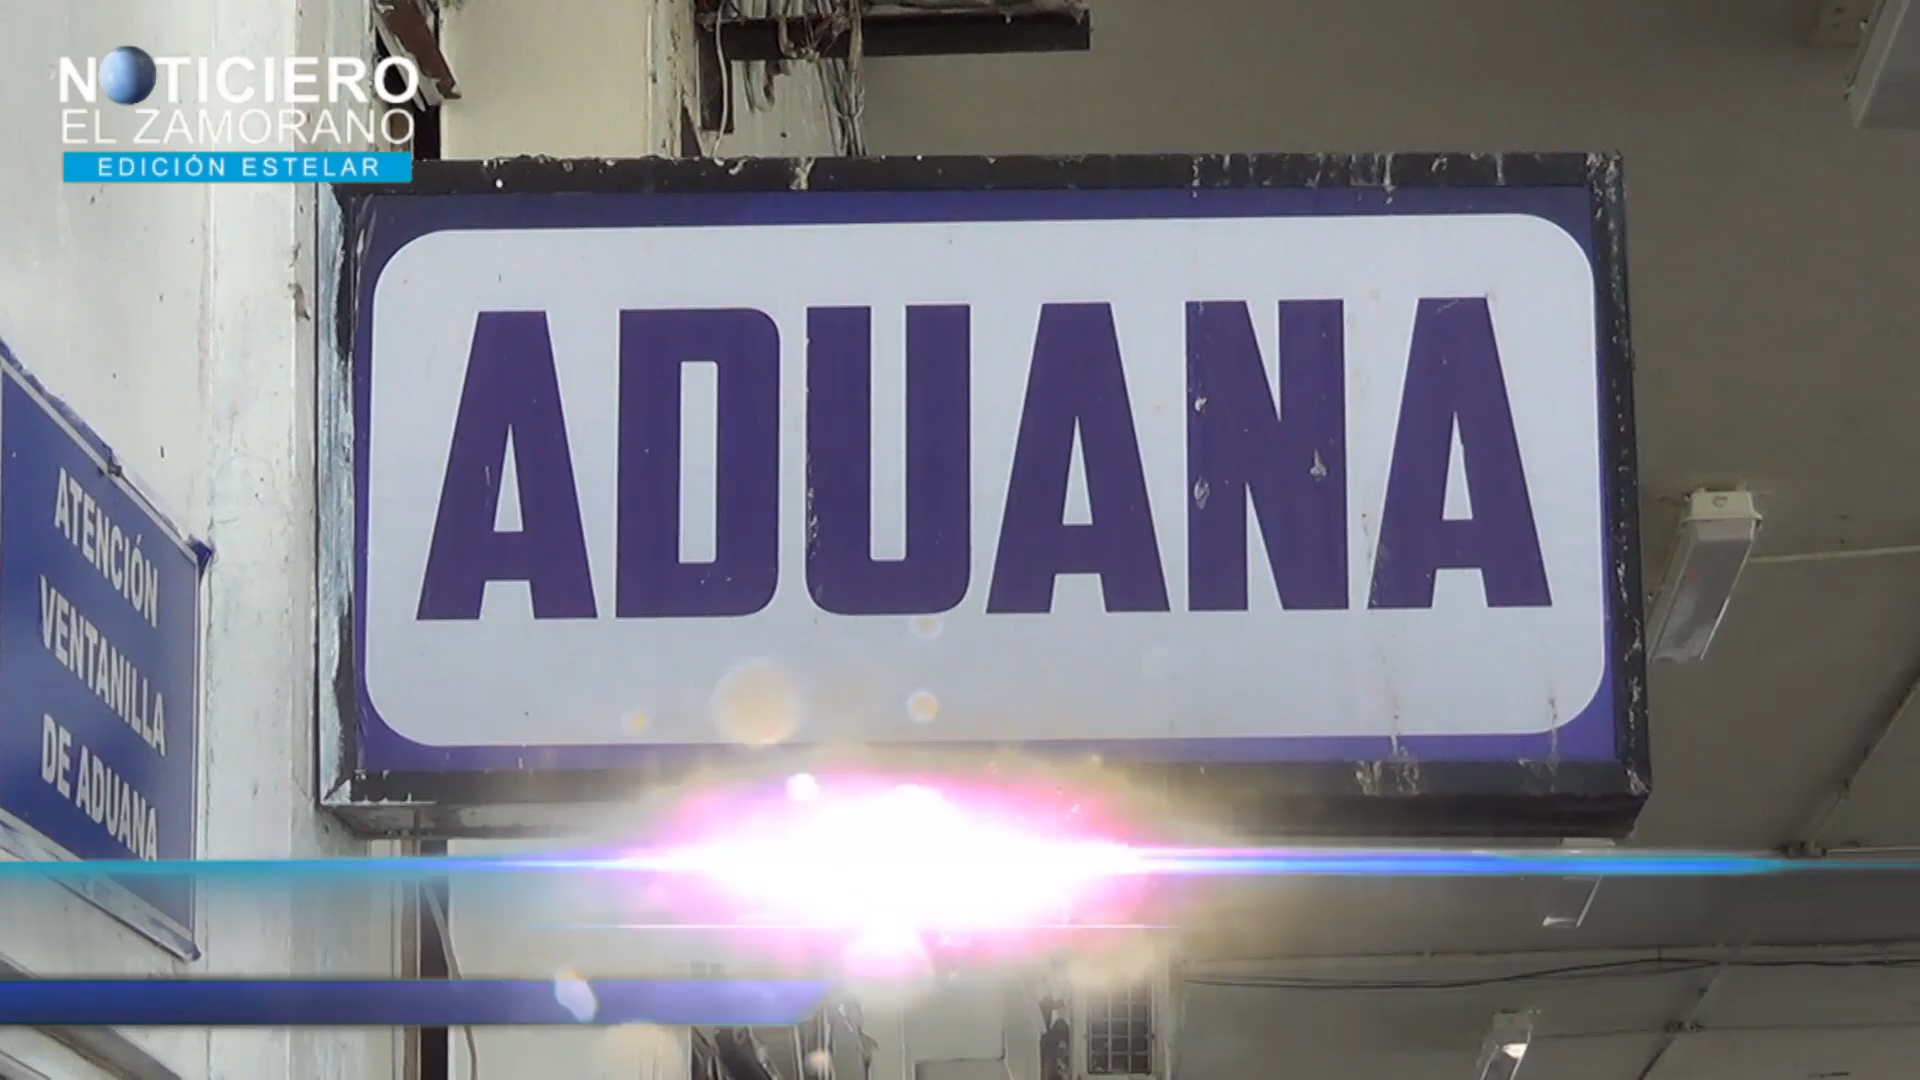 NOTICIERO
EL ZAMORANO
EDICIÓN ESTELAR
ADUANA
ATENCIÓN
VENTANILLA
DE ADUANA